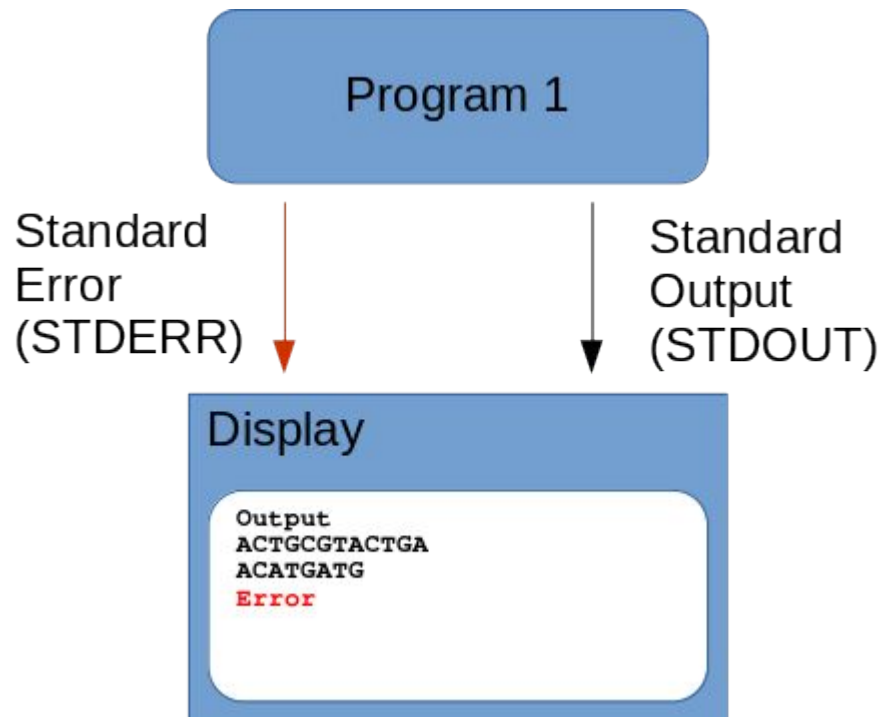 Program 1
Standard
Error
(STDERR)
Standard
Output
(STDOUT)
Display
Output
ACTGCGTACTGA
ACATGATG
Error